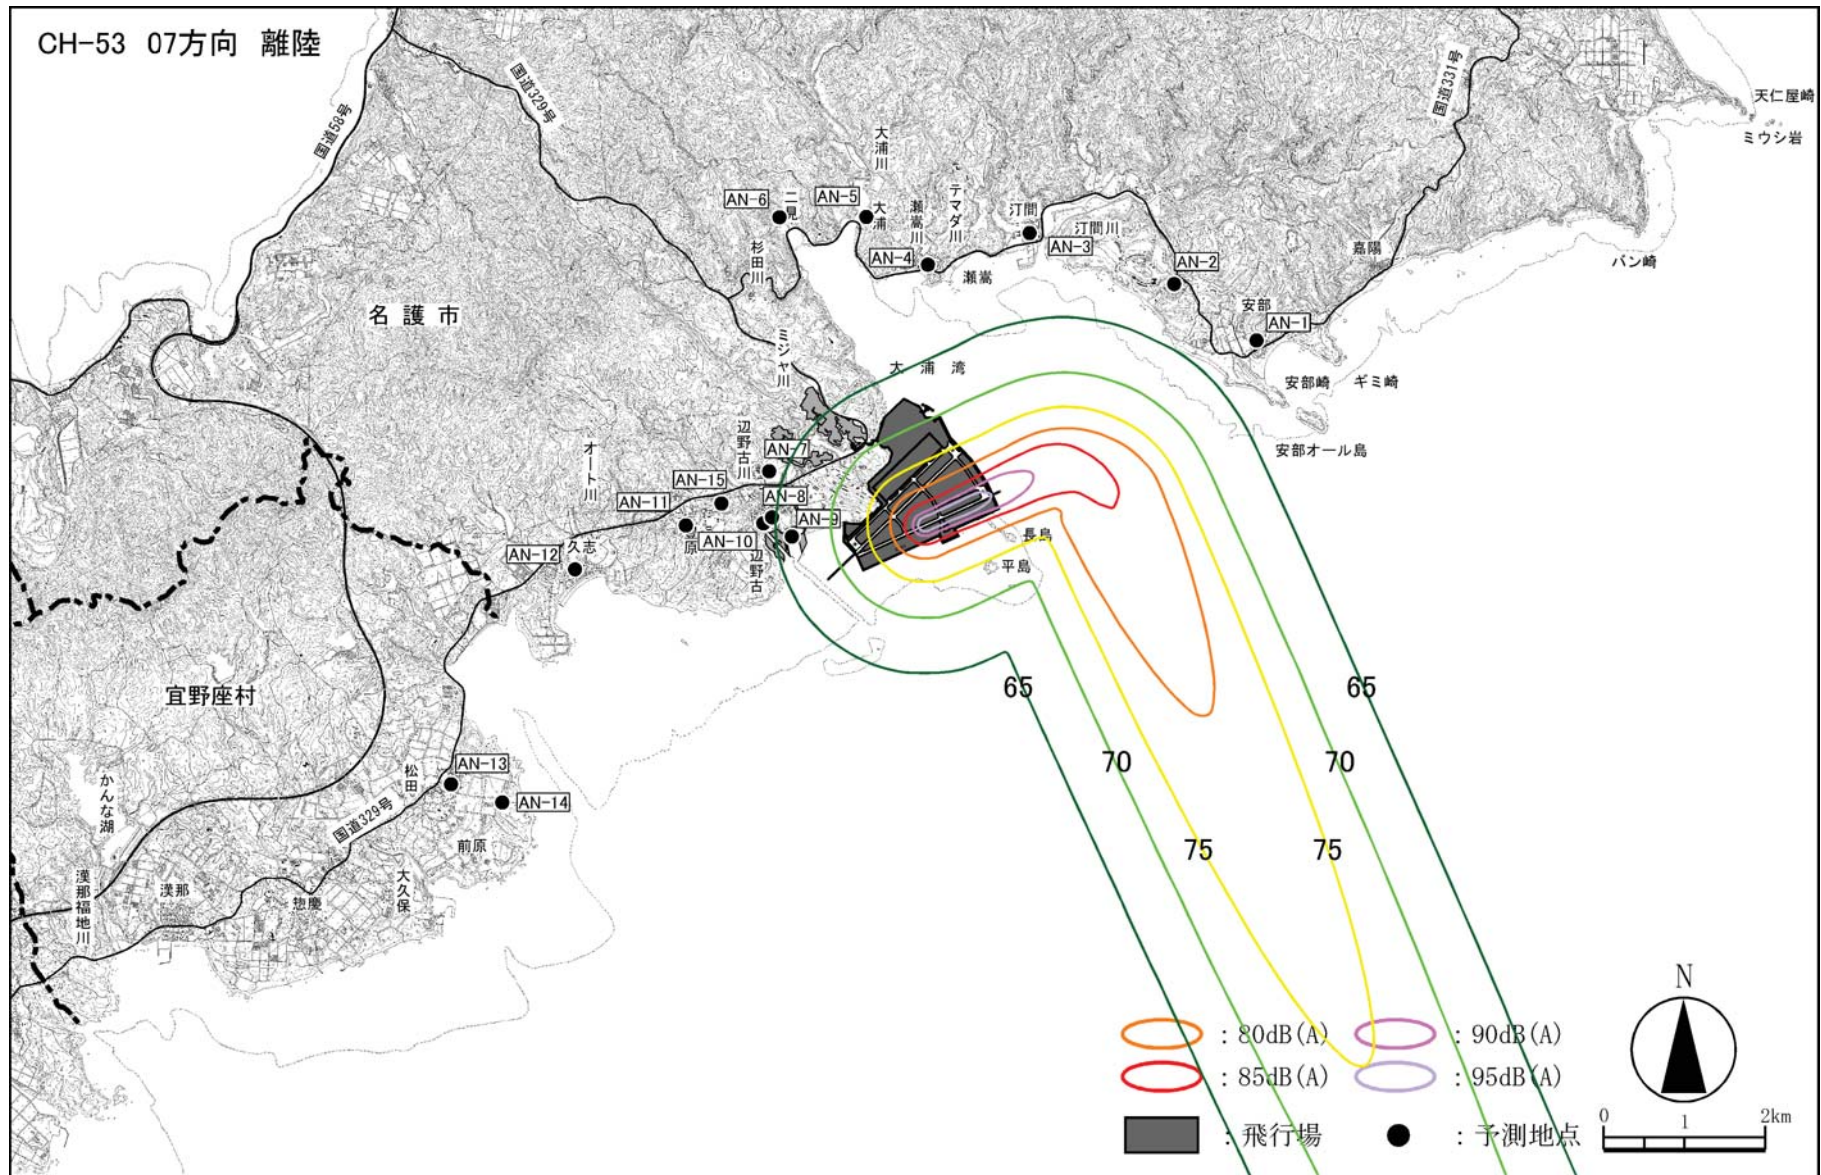 CH-53 07方向 離陸
国道58号
国道329号
国道331号
天仁屋崎
ミウシ岩
バン崎
嘉陽
大浦川
AN-6
二見
AN-5
大浦
瀬嵩川
テマダ川
汀間
汀間川
AN-3
AN-4
瀬嵩
AN-2
安部
AN-1
杉田川
名護市
ミジャ川
大浦湾
安部崎
ギミ崎
安部オール島
辺野古川
AN-7
オート川
AN-15
AN-11
AN-8
AN-9
AN-10
原
辺野古
AN-12
久志
長島
平島
宜野座村
65
65
70
70
75
75
かんな湖
松田
AN-13
AN-14
国道329号
前原
大久保
漢那
惣慶
漢那福地川
N
:80dB(A)
:90dB(A)
:85dB(A)
:95dB(A)
:飛行場
:予測地点
0 1 2km